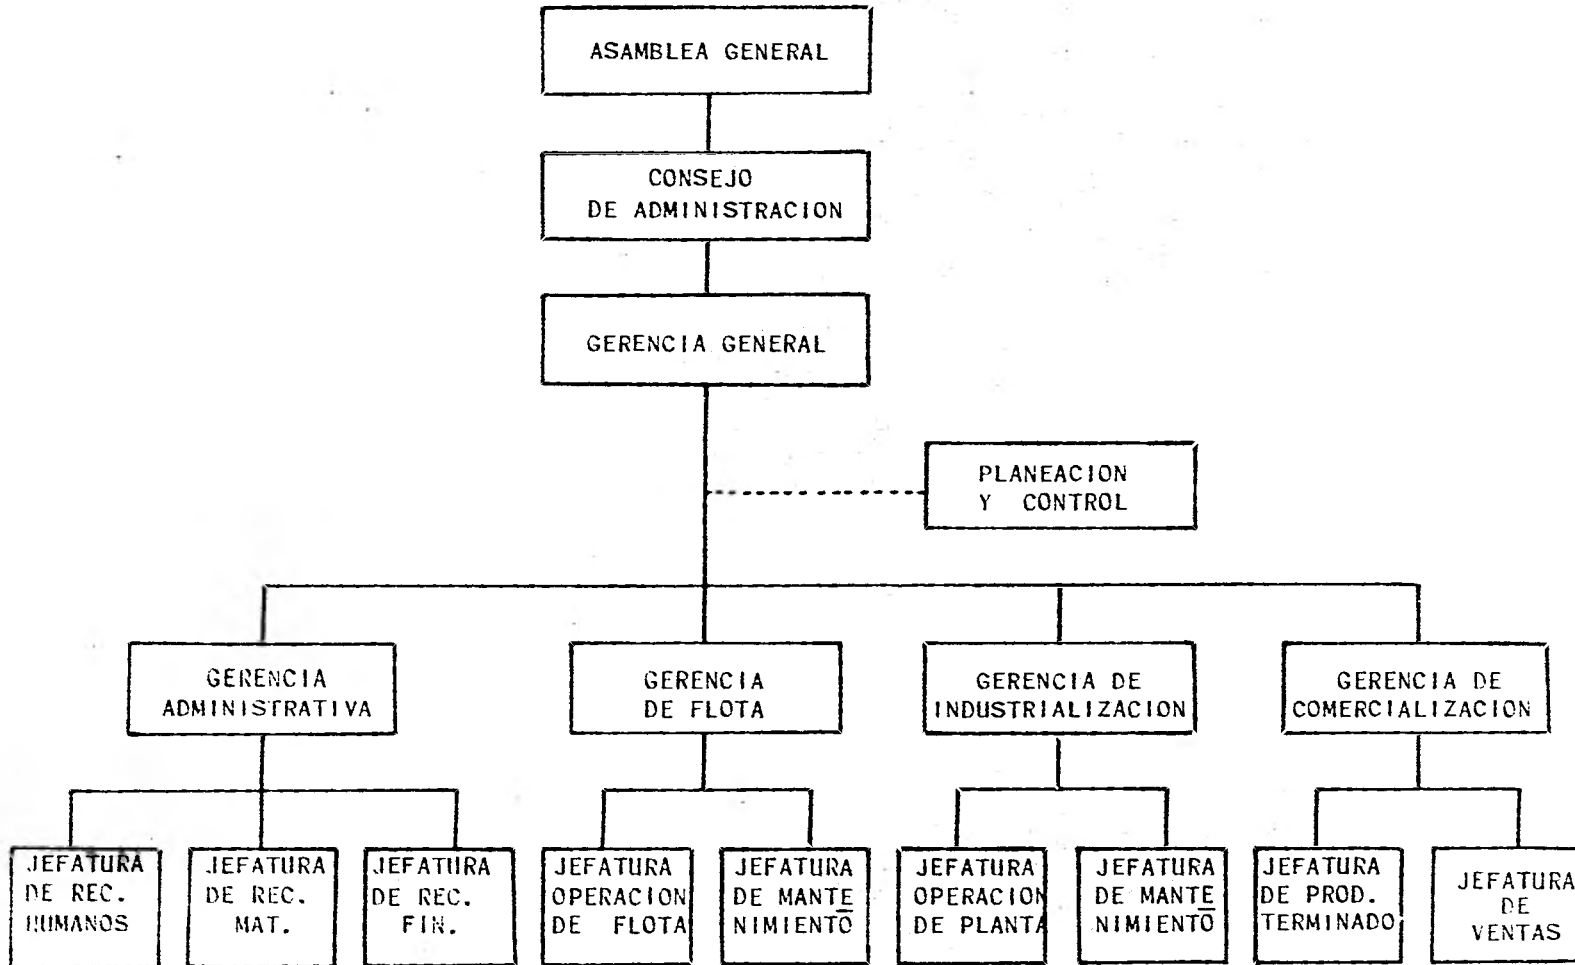 ASAMBLEA GENERAL
CONSEJO
DE ADMINISTRACION
GERENCIA GENERAL
PLANEACION
Y CONTROL
GERENCIA
ADMINISTRATIVA
GERENCIA
DE FLOTA
GERENCIA DE
INDUSTRIALIZACION
GERENCIA DE
COMERCIALIZACION
JEFATURA
DE REC.
HUMANOS
JEFATURA
DE REC.
MAT.
JEFATURA
DE REC.
FIN.
JEFATURA
OPERACION
DE FLOTA
JEFATURA
DE MANTE
NIMIENTO
JEFATURA
OPERACION
DE PLANTA
JEFATURA
DE MANTE
NIMIENTO
JEFATURA
DE PROD.
TERMINADO
JEFATURA
DE
VENTAS